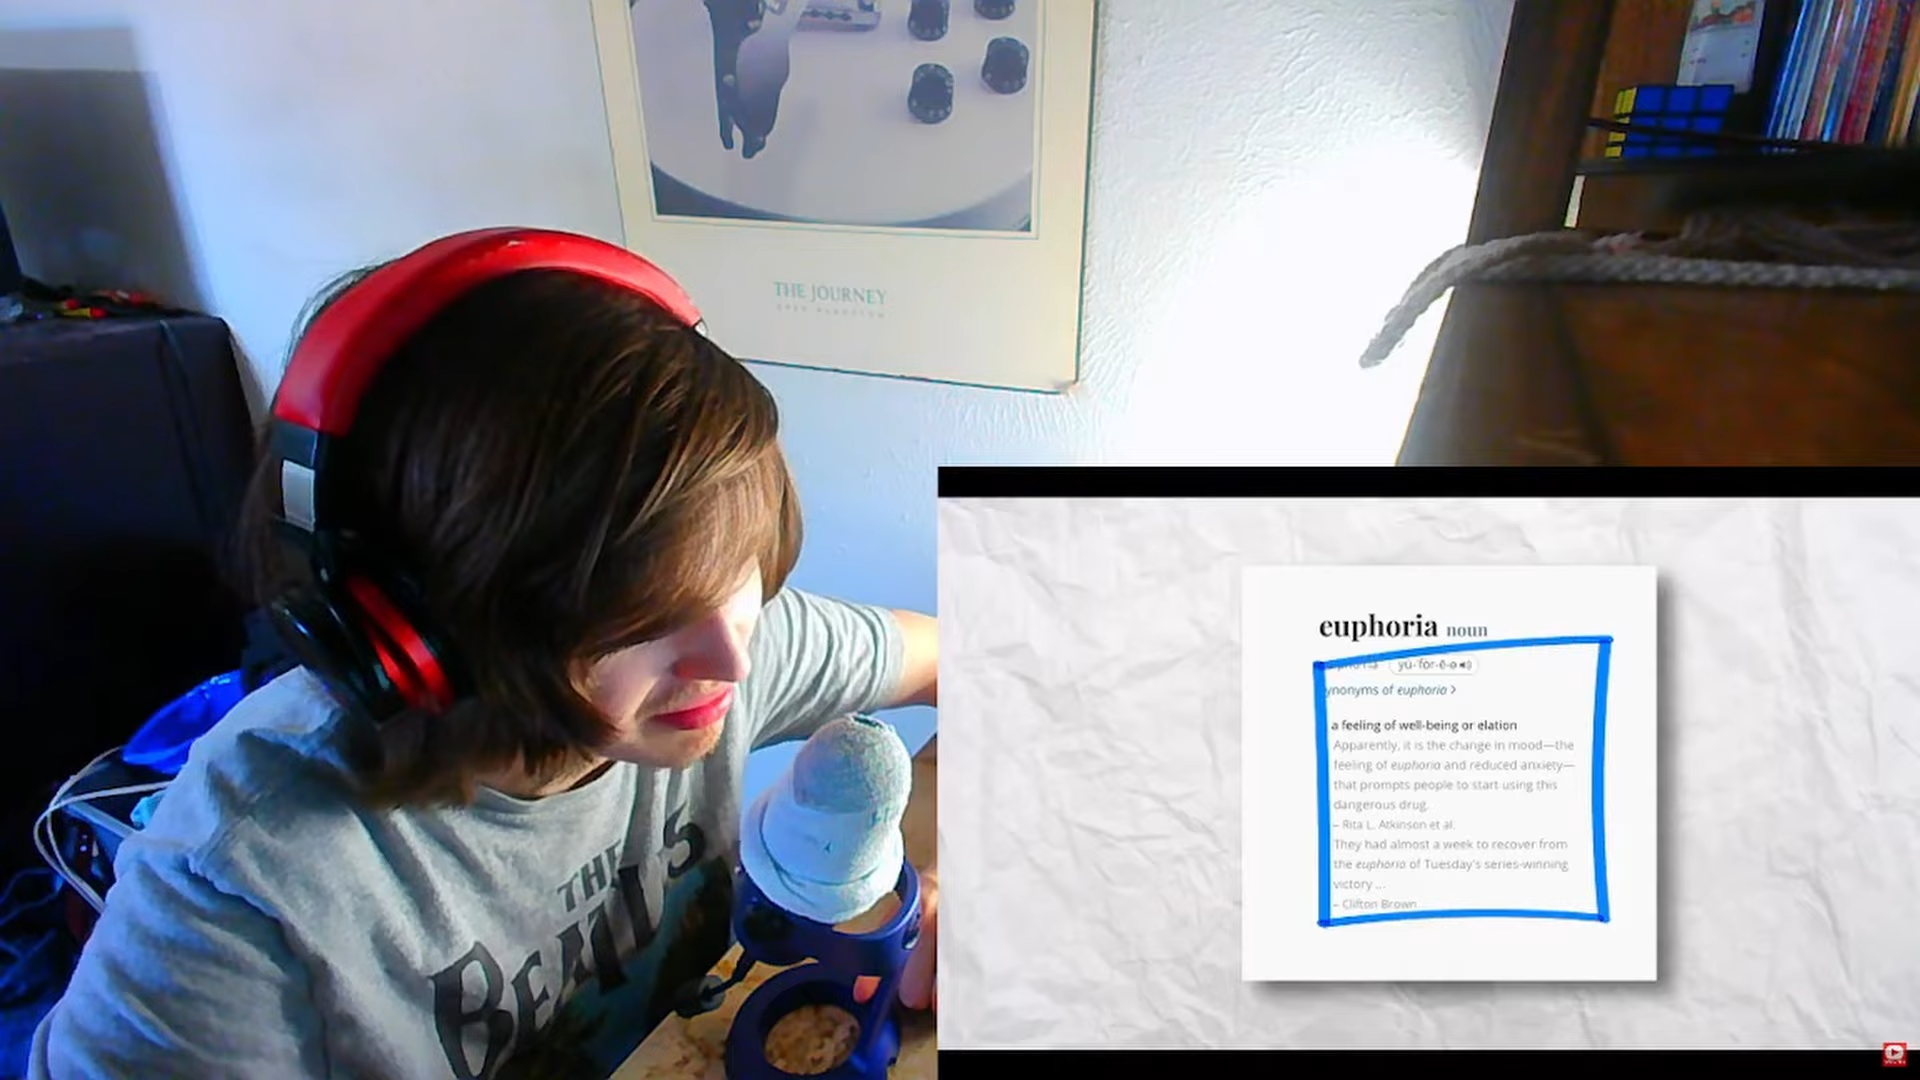 THE JOURNEY
THE
BEATLES
euphoria noun
yü-ˈfȯr-ē-ə
synonyms of euphoria
a feeling of well-being or elation
Apparently, it is the change in mood—the
feeling of euphoria and reduced anxiety—
that prompts people to start using this
dangerous drug.
– Rita L. Atkinson et al.
They had almost a week to recover from
the euphoria of Tuesday's series-winning
victory ...
– Clifton Brown